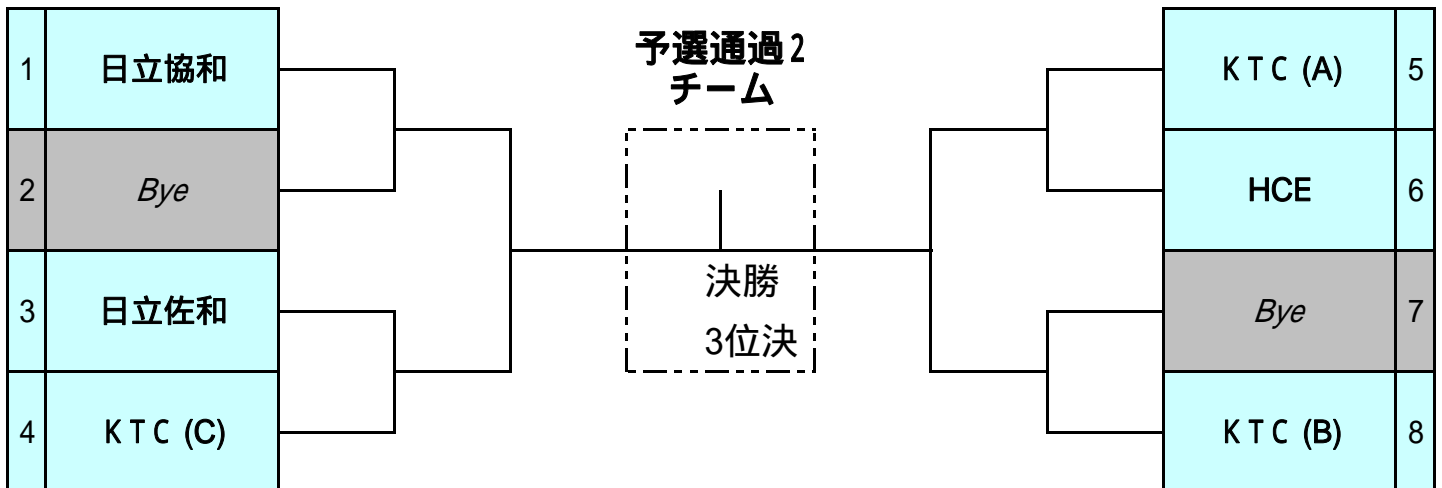 1 日立協和
2 Bye
3 日立佐和
4 KTC (C)
予選通過2
チーム
決勝
3位決
KTC (A) 5
HCE 6
Bye 7
KTC (B) 8